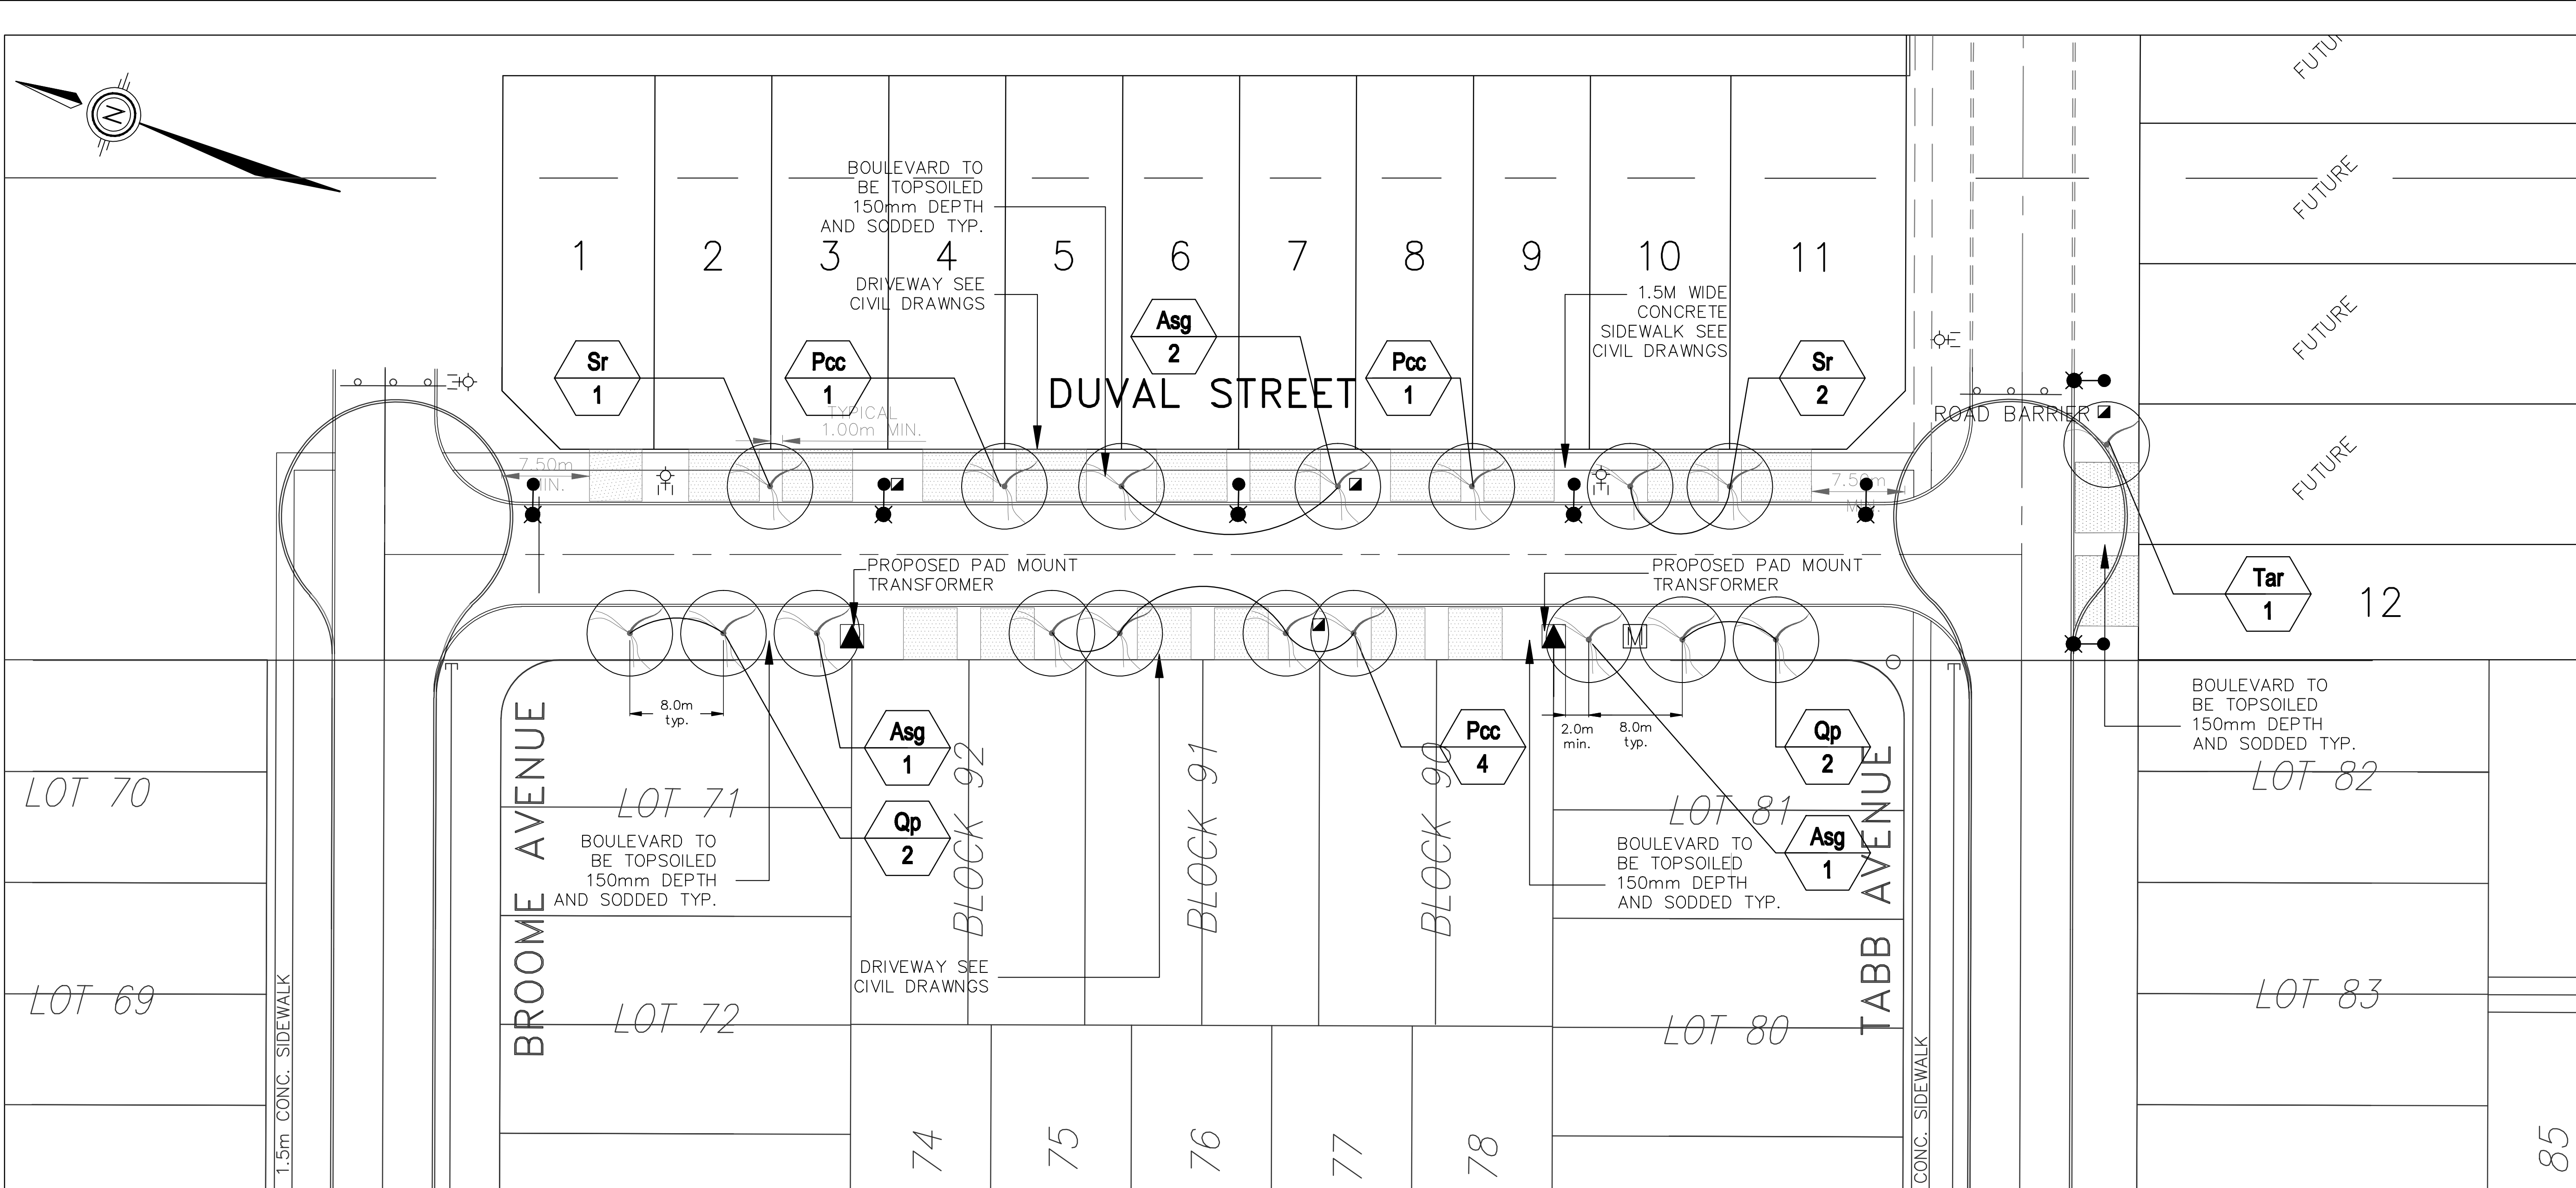 N
FUTURE
FUTURE
FUTURE
FUTURE
BOULEVARD TO
BE TOPSOILED
150mm DEPTH
AND SODDED TYP.
1
2
3
4
5
6
7
8
9
10
11
DRIVEWAY SEE
CIVIL DRAWNGS
1.5M WIDE
CONCRETE
SIDEWALK SEE
CIVIL DRAWNGS
Sr
1
Pcc
1
Asg
2
Pcc
1
Sr
2
DUVAL STREET
TYPICAL
1.00m MIN.
ROAD BARRIER
7.50m
MIN.
7.50m
MIN.
PROPOSED PAD MOUNT
TRANSFORMER
PROPOSED PAD MOUNT
TRANSFORMER
Tar
1
12
M
8.0m
typ.
2.0m
min.
8.0m
typ.
Asg
1
Qp
2
Pcc
4
Qp
2
Asg
1
BOULEVARD TO
BE TOPSOILED
150mm DEPTH
AND SODDED TYP.
LOT 70
LOT 71
LOT 81
LOT 82
BOULEVARD TO
BE TOPSOILED
150mm DEPTH
AND SODDED TYP.
BOULEVARD TO
BE TOPSOILED
150mm DEPTH
AND SODDED TYP.
BROOME AVENUE
BLOCK 92
BLOCK 91
BLOCK 90
TABB AVENUE
DRIVEWAY SEE
CIVIL DRAWNGS
LOT 69
LOT 72
LOT 80
LOT 83
1.5m CONC. SIDEWALK
CONC. SIDEWALK
74
75
76
77
78
85